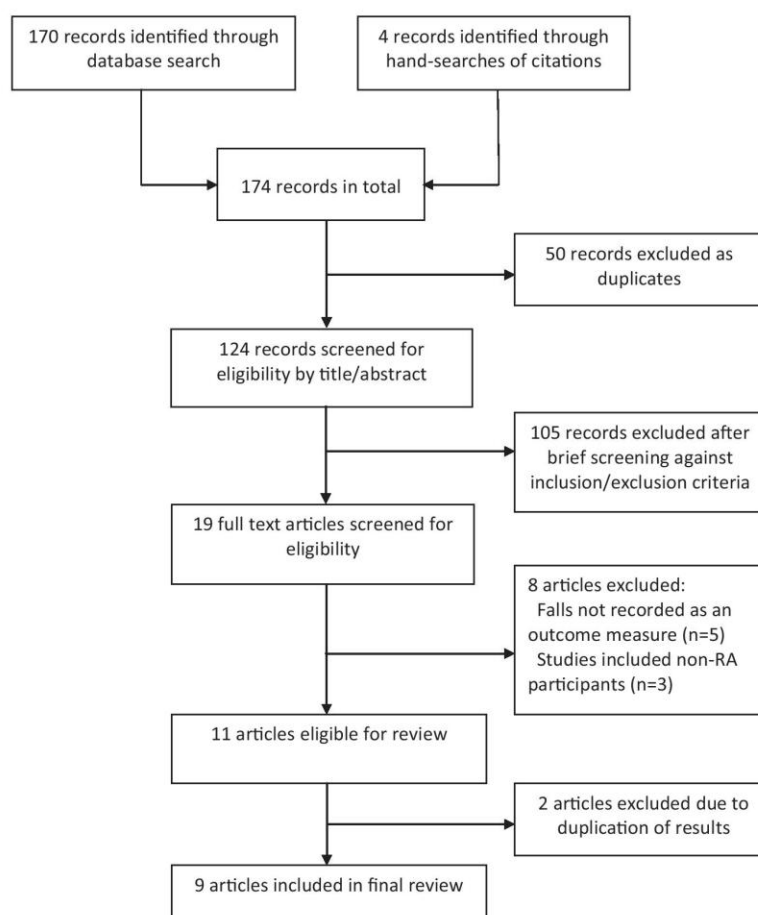 170 records identified through
database search
4 records identified through
hand-searches of citations
174 records in total
50 records excluded as
duplicates
124 records screened for
eligibility by title/abstract
105 records excluded after
brief screening against
inclusion/exclusion criteria
19 full text articles screened for
eligibility
8 articles excluded:
Falls not recorded as an
outcome measure (n=5)
Studies included non-RA
participants (n=3)
11 articles eligible for review
2 articles excluded due to
duplication of results
9 articles included in final review